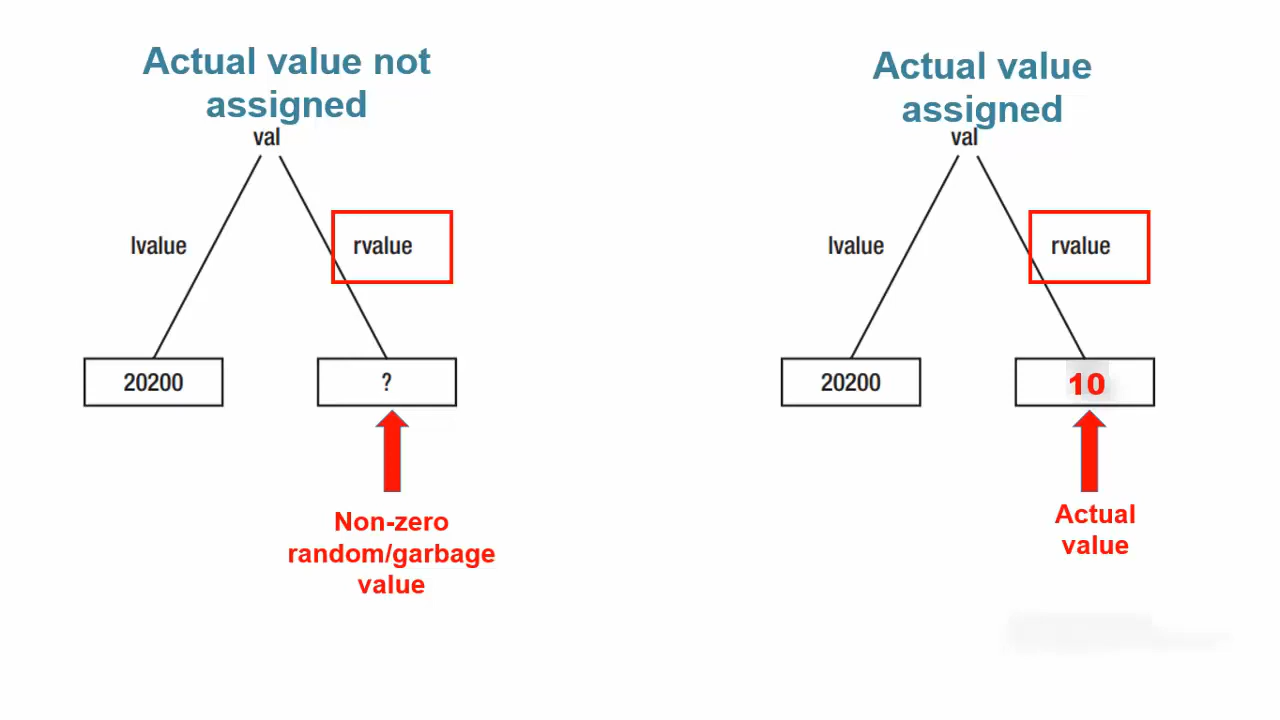 Actual value not
assigned
val
lvalue
rvalue
20200
?
Non-zero
random/garbage
value
Actual value
assigned
val
lvalue
rvalue
20200
10
Actual
value